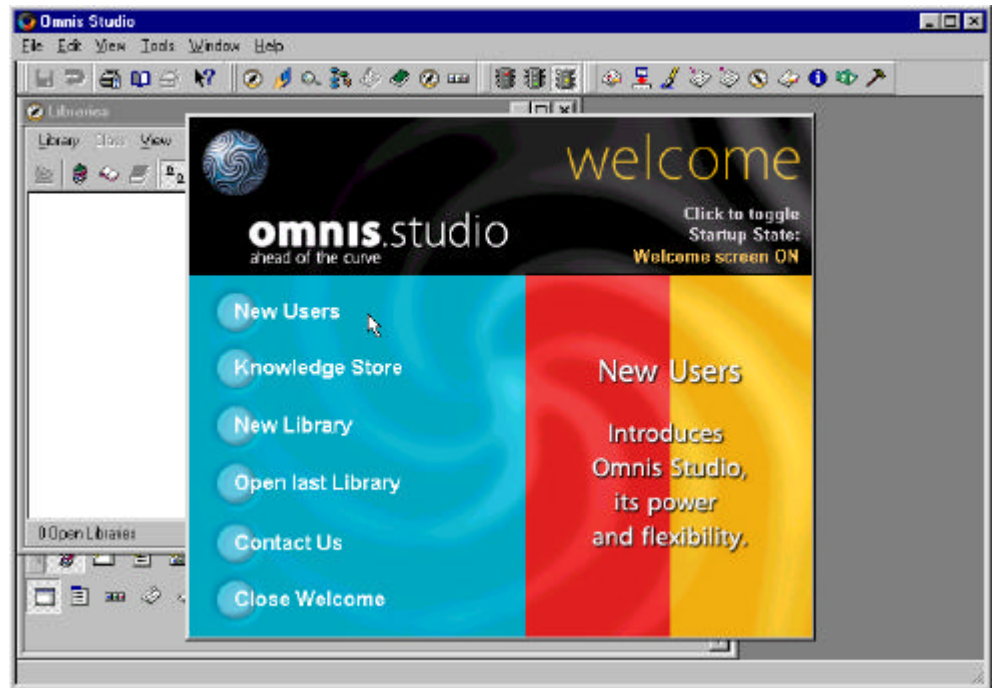 Omnis Studio
File Edit View Tools Window Help
Libraries
Library Class View
welcome
omnis.studio
ahead of the curve
Click to toggle
Startup State:
Welcome screen ON
New Users
Knowledge Store
New Library
Open last Library
Contact Us
Close Welcome
New Users
Introduces
Omnis Studio,
its power
and flexibility.
0 Open Libraries